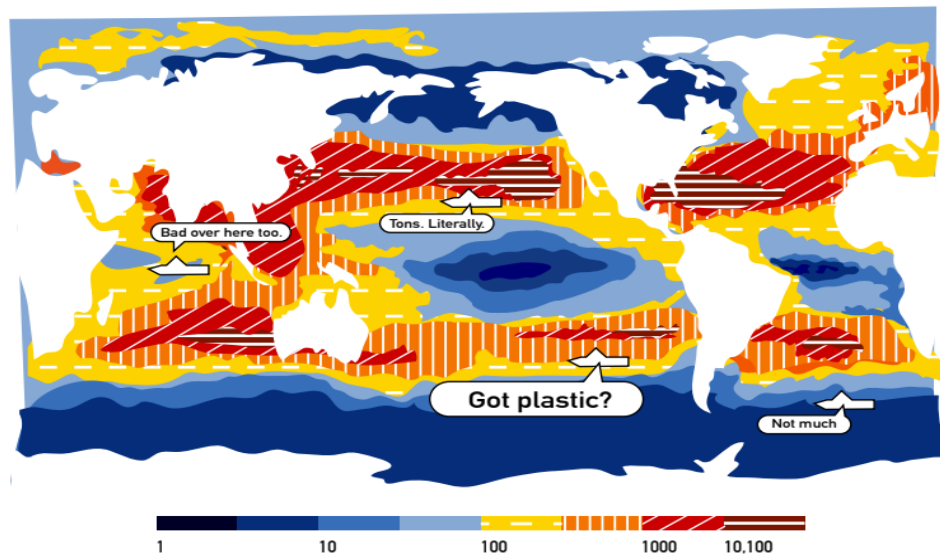 Bad over here too.
Tons. Literally.
Got plastic?
Not much
1
10
100
1000
10,100